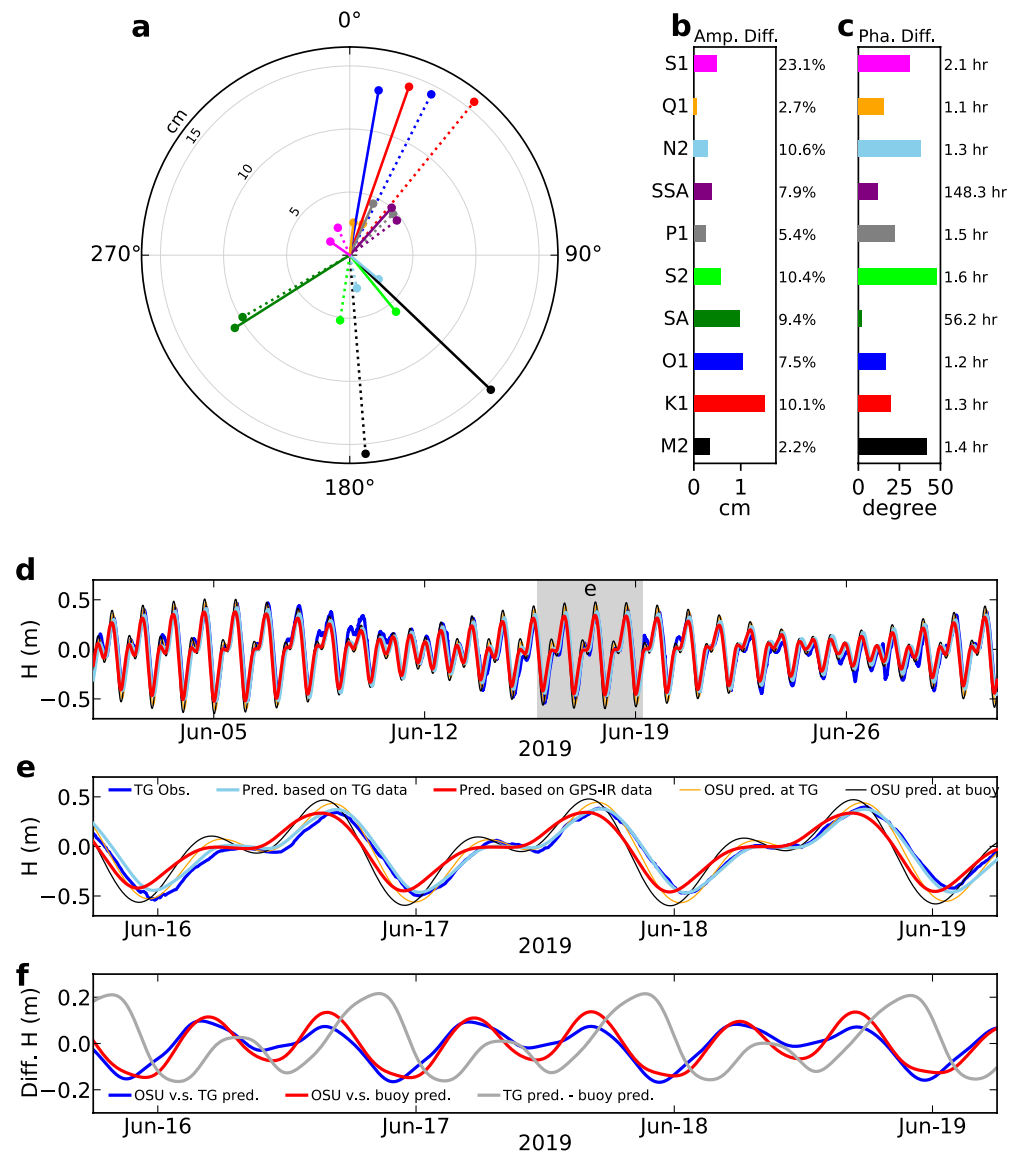 a
0°
90°
180°
270°
cm
15
10
5
b
Amp. Diff.
S1
23.1%
Q1
2.7%
N2
10.6%
SSA
7.9%
P1
5.4%
S2
10.4%
SA
9.4%
O1
7.5%
K1
10.1%
M2
2.2%
0 1
cm
c
Pha. Diff.
2.1 hr
1.1 hr
1.3 hr
148.3 hr
1.5 hr
1.6 hr
56.2 hr
1.2 hr
1.3 hr
1.4 hr
0 25 50
degree
d
e
H (m)
0.5
0.0
−0.5
Jun-05 Jun-12 Jun-19 Jun-26
2019
e
TG Obs. Pred. based on TG data Pred. based on GPS-IR data OSU pred. at TG OSU pred. at buoy
H (m)
0.5
0.0
−0.5
Jun-16 Jun-17 Jun-18 Jun-19
2019
f
Diff. H (m)
0.2
0.0
−0.2
OSU v.s. TG pred. OSU v.s. buoy pred. TG pred. - buoy pred.
Jun-16 Jun-17 Jun-18 Jun-19
2019